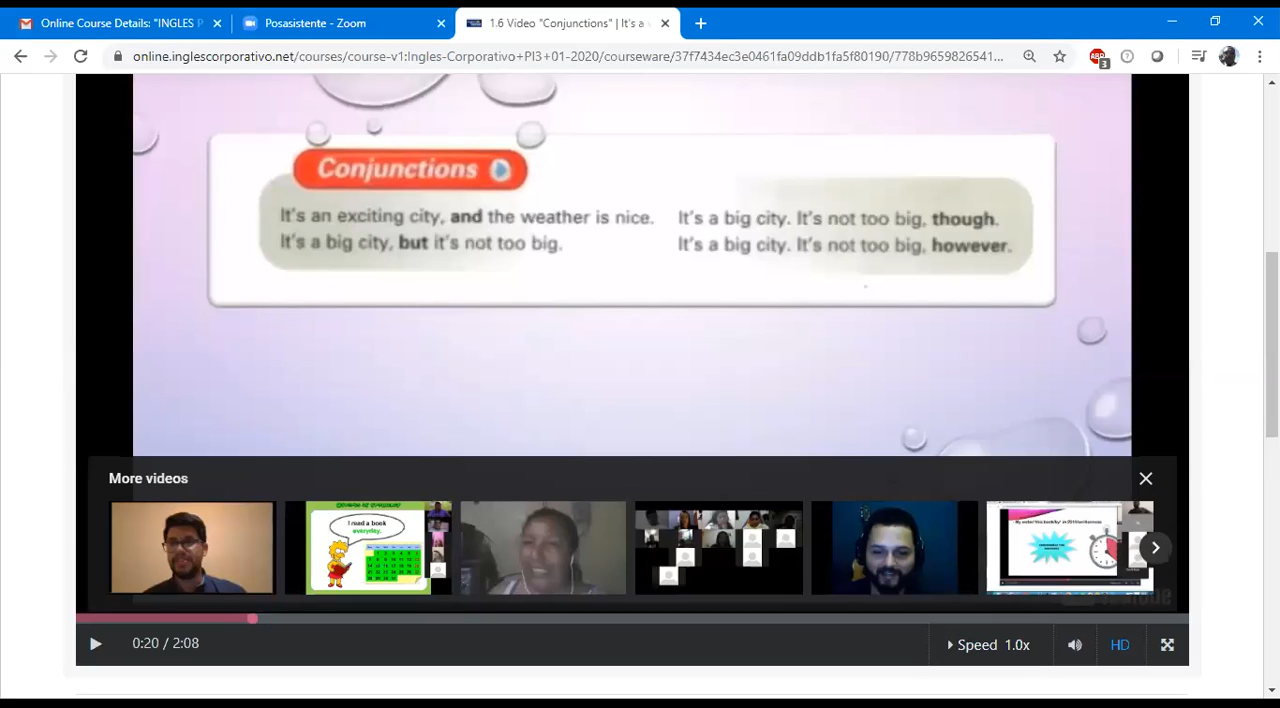 Online Course Details: "INGLES P
Posasistente - Zoom
1.6 Video "Conjunctions" | It's a
online.inglescorporativo.net/courses/course-v1:Ingles-Corporativo+PI3+01-2020/courseware/37f7434ec3e0461fa09ddb1fa5f80190/778b9659826541...
3
Conjunctions
It's an exciting city, and the weather is nice.
It's a big city, but it's not too big.
It's a big city. It's not too big, though.
It's a big city. It's not too big, however.
More videos
I read a book
everyday.
0:20 / 2:08
Speed 1.0x
HD